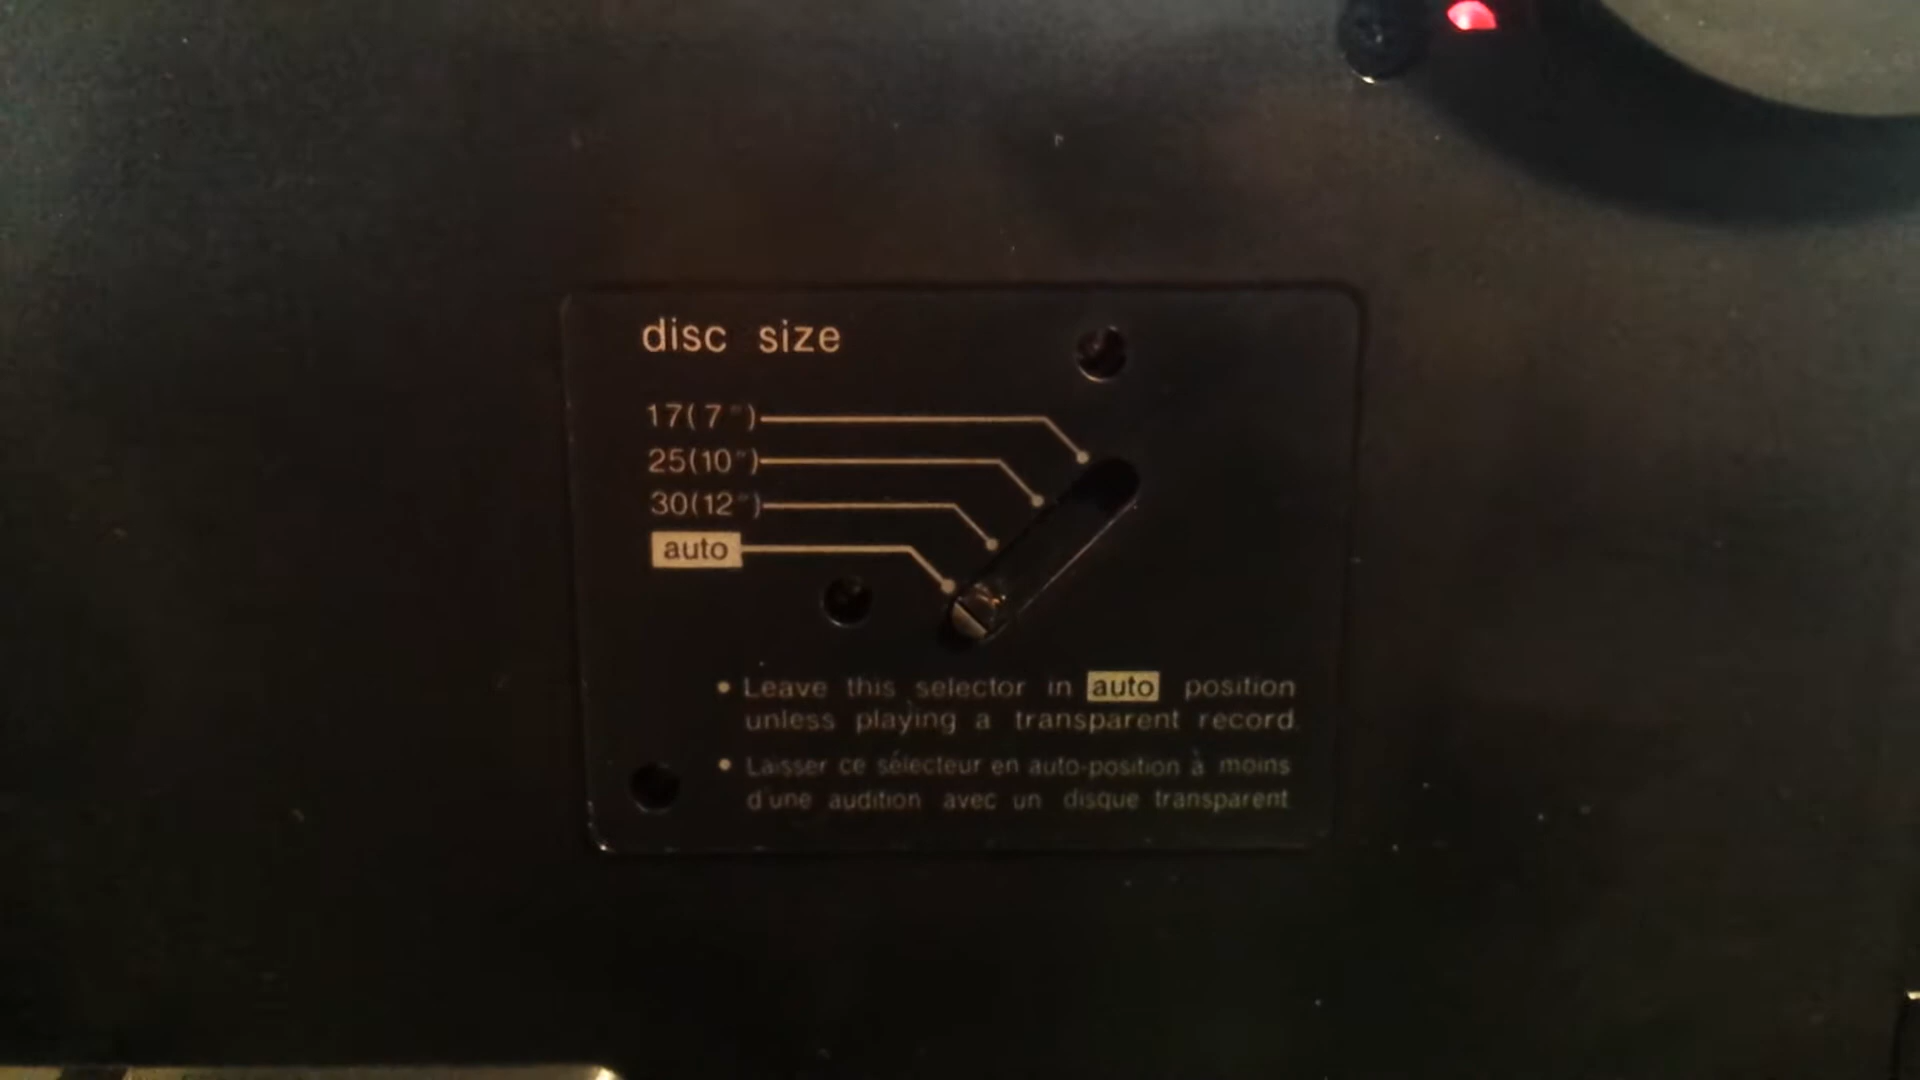 disc size
17(7")
25(10")
30(12")
auto
• Leave this selector in auto position
unless playing a transparent record.
• Laisser ce sélecteur en auto-position à moins
d'une audition avec un disque transparent